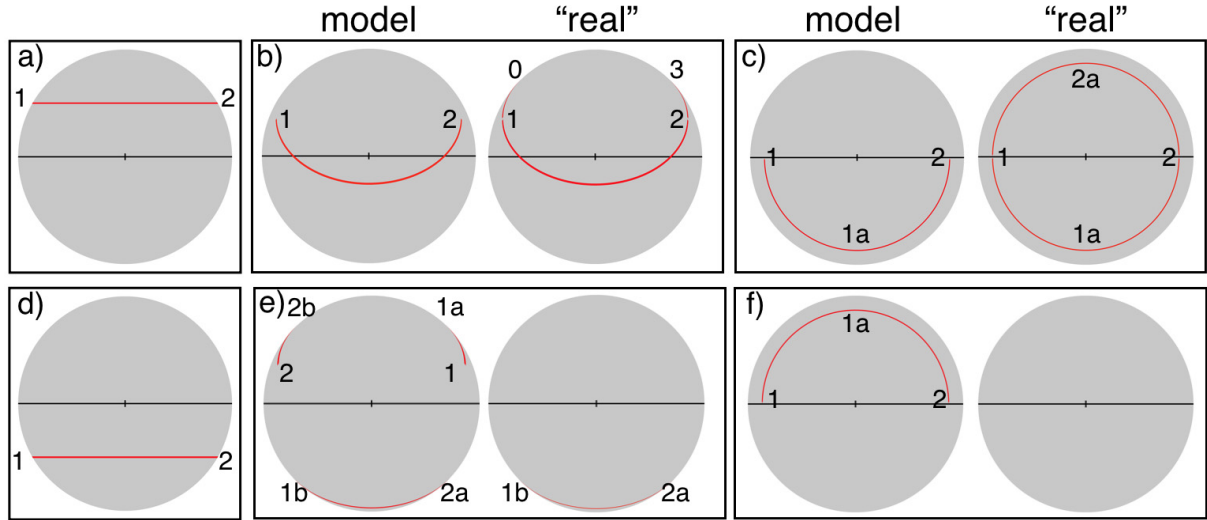 model “real” model “real”
a) b) 0 3 c) 2a
1 2 1 2 1 2 1 2 1 2
1a 1a
d) e) 2b 1a f) 1a
2 1 1 2
1 2 1b 2a 1b 2a